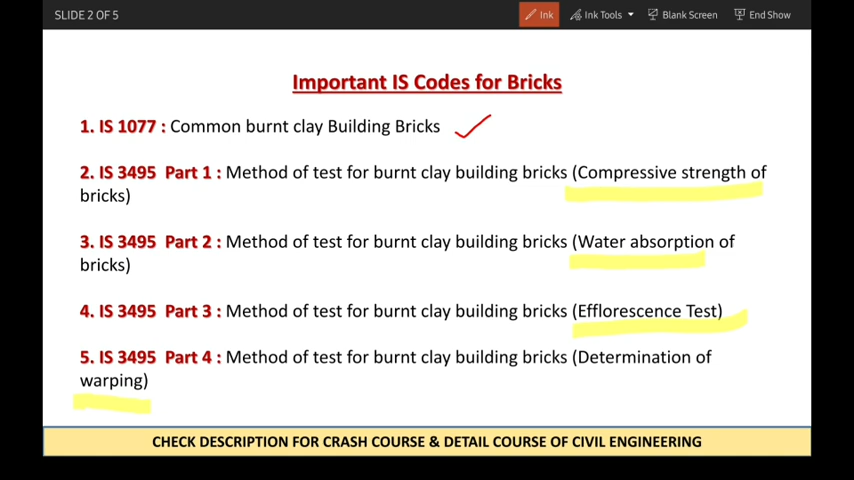 SLIDE 2 OF 5
Ink
Ink Tools
Blank Screen
End Show
Important IS Codes for Bricks
1. IS 1077 : Common burnt clay Building Bricks
2. IS 3495 Part 1 : Method of test for burnt clay building bricks (Compressive strength of
bricks)
3. IS 3495 Part 2 : Method of test for burnt clay building bricks (Water absorption of
bricks)
4. IS 3495 Part 3 : Method of test for burnt clay building bricks (Efflorescence Test)
5. IS 3495 Part 4 : Method of test for burnt clay building bricks (Determination of
warping)
CHECK DESCRIPTION FOR CRASH COURSE & DETAIL COURSE OF CIVIL ENGINEERING